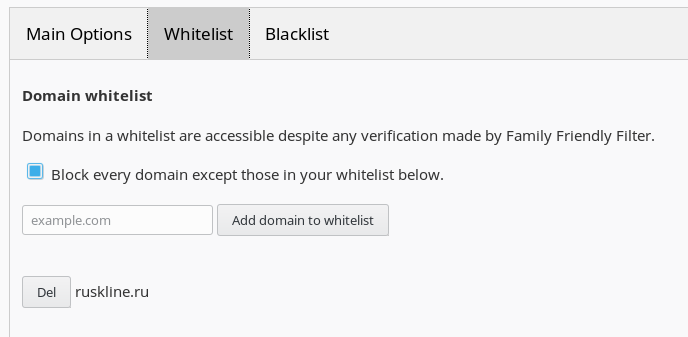 Main Options Whitelist Blacklist
Domain whitelist
Domains in a whitelist are accessible despite any verification made by Family Friendly Filter.
Block every domain except those in your whitelist below.
example.com Add domain to whitelist
Del ruskline.ru